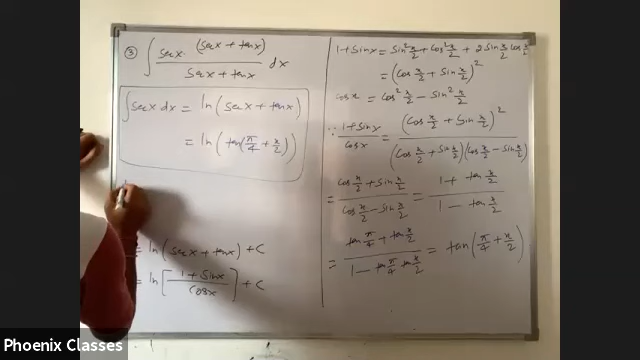 ③ ∫ secx (secx + tanx) / secx + tanx dx
∫secx dx = ln(secx + tanx)
= ln(tan(π/4 + x/2))
= ln(secx + tanx) + C
= ln[1 + sinx / cosx] + C
1 + sinx = sin²x/2 + cos²x/2 + 2 sin x/2 cos x/2
= (cos x/2 + sin x/2)²
cosx = cos²x/2 − sin²x/2
∵ 1 + sinx / cosx = (cos x/2 + sin x/2)² / (cos x/2 + sin x/2)(cos x/2 − sin x/2)
= cos x/2 + sin x/2 / cos x/2 − sin x/2 = 1 + tan x/2 / 1 − tan x/2
= tan π/4 + tan x/2 / 1 − tan π/4 tan x/2 = tan(π/4 + x/2)
Phoenix Classes